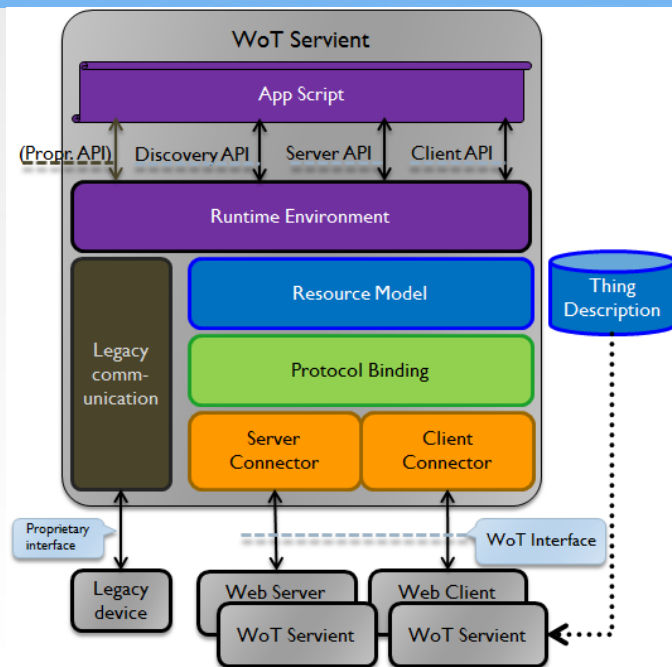 WoT Servient
App Script
(Propr. API)
Discovery API
Server API
Client API
Runtime Environment
Legacy
comm-
unication
Resource Model
Thing
Description
Protocol Binding
Server
Connector
Client
Connector
Proprietary
interface
WoT Interface
Legacy
device
Web Server
WoT Servient
Web Client
WoT Servient